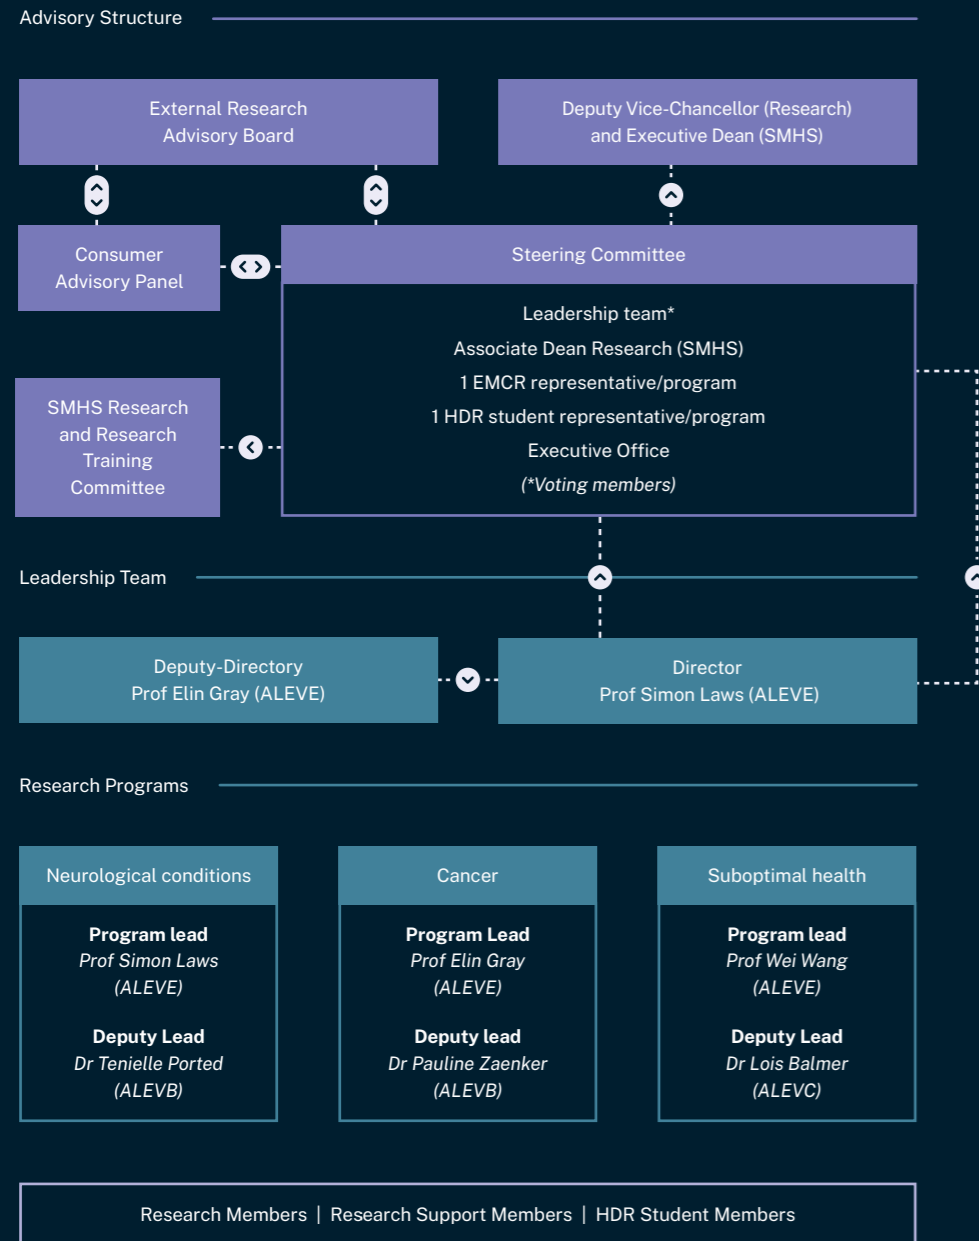 Advisory Structure
External Research
Advisory Board
Deputy Vice-Chancellor (Research)
and Executive Dean (SMHS)
Consumer
Advisory Panel
Steering Committee
Leadership team*
Associate Dean Research (SMHS)
1 EMCR representative/program
1 HDR student representative/program
Executive Office
(*Voting members)
SMHS Research
and Research
Training
Committee
Leadership Team
Deputy-Directory
Prof Elin Gray (ALEVE)
Director
Prof Simon Laws (ALEVE)
Research Programs
Neurological conditions
Program lead
Prof Simon Laws
(ALEVE)
Deputy Lead
Dr Tenielle Ported
(ALEVB)
Cancer
Program Lead
Prof Elin Gray
(ALEVE)
Deputy lead
Dr Pauline Zaenker
(ALEVB)
Suboptimal health
Program lead
Prof Wei Wang
(ALEVE)
Deputy Lead
Dr Lois Balmer
(ALEVC)
Research Members | Research Support Members | HDR Student Members